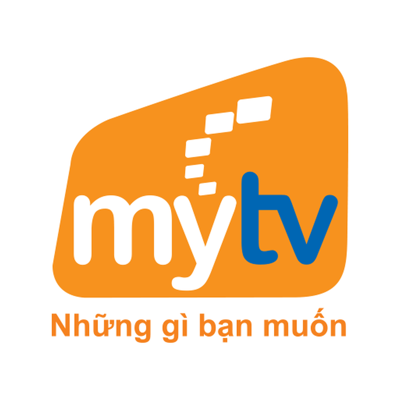 mytv
Những gì bạn muốn